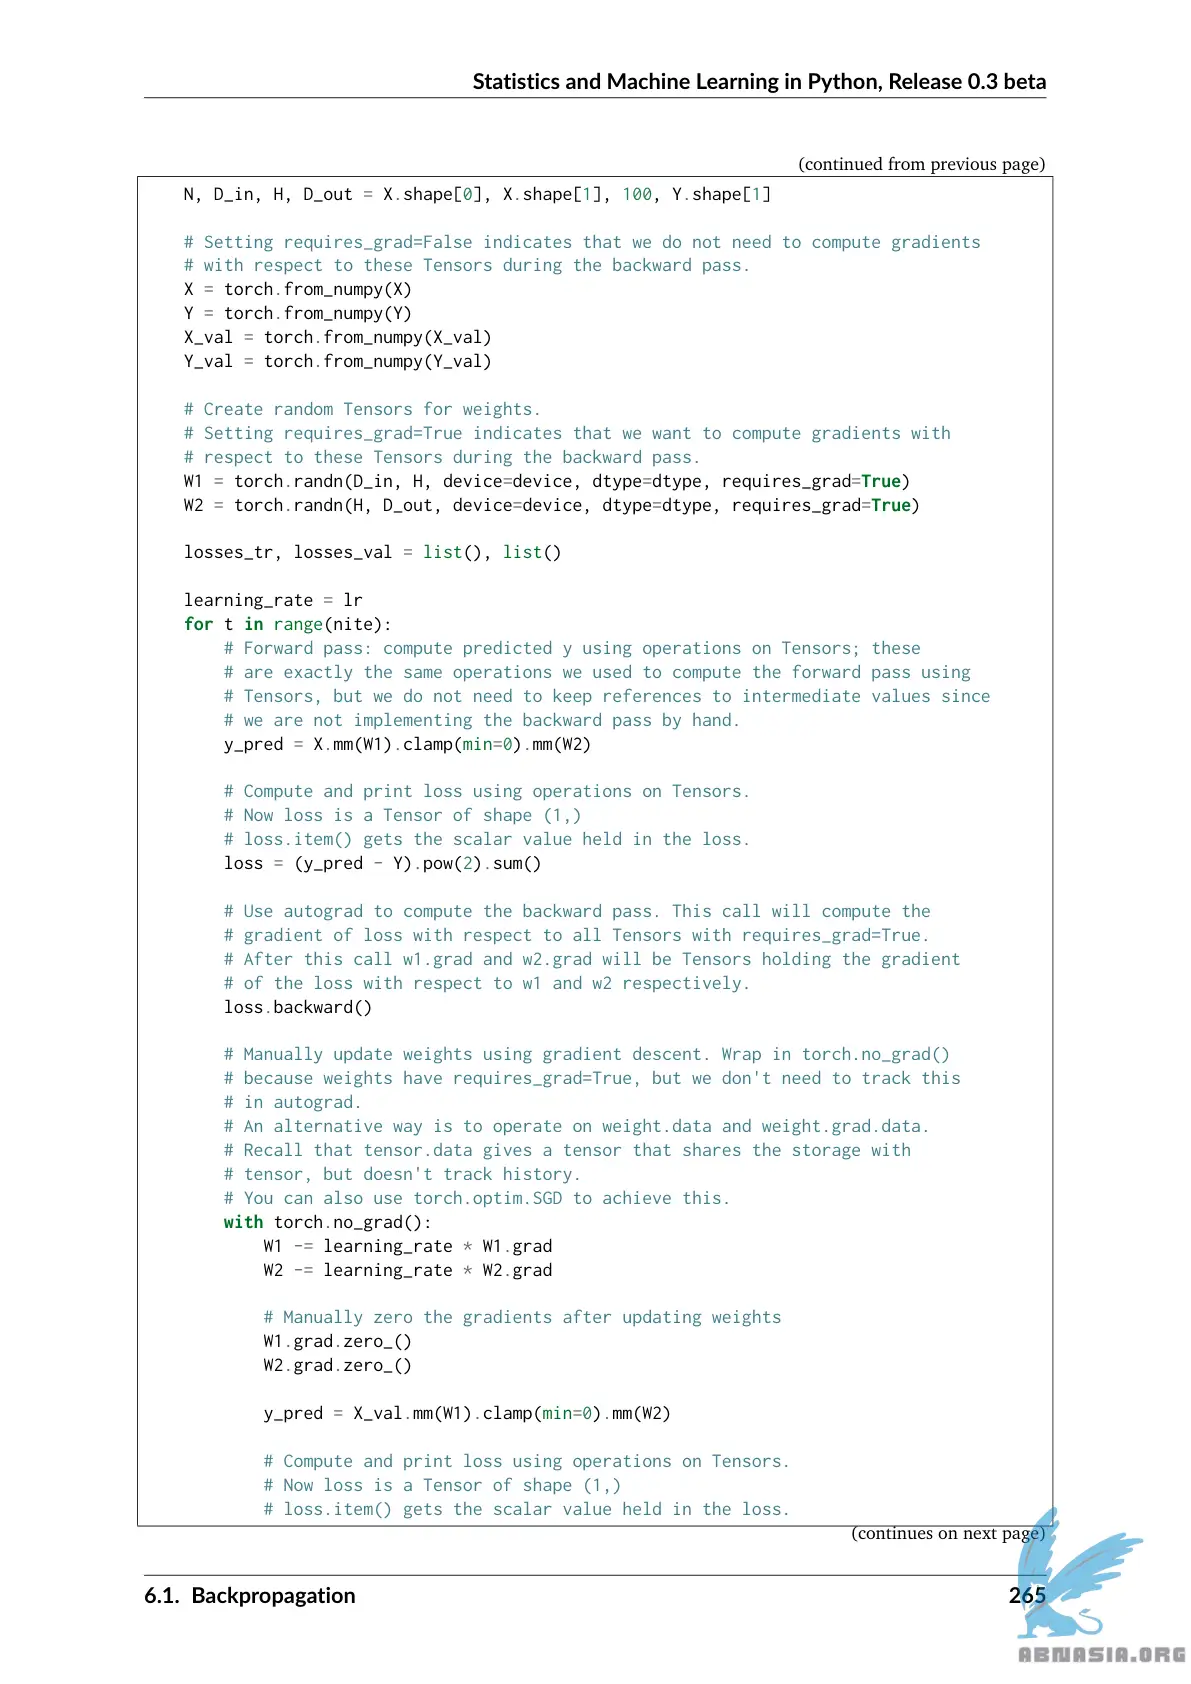 Statistics and Machine Learning in Python, Release 0.3 beta
(continued from previous page)
N, D_in, H, D_out = X.shape[0], X.shape[1], 100, Y.shape[1]
# Setting requires_grad=False indicates that we do not need to compute gradients
# with respect to these Tensors during the backward pass.
X = torch.from_numpy(X)
Y = torch.from_numpy(Y)
X_val = torch.from_numpy(X_val)
Y_val = torch.from_numpy(Y_val)
# Create random Tensors for weights.
# Setting requires_grad=True indicates that we want to compute gradients with
# respect to these Tensors during the backward pass.
W1 = torch.randn(D_in, H, device=device, dtype=dtype, requires_grad=True)
W2 = torch.randn(H, D_out, device=device, dtype=dtype, requires_grad=True)
losses_tr, losses_val = list(), list()
learning_rate = lr
for t in range(nite):
    # Forward pass: compute predicted y using operations on Tensors; these
    # are exactly the same operations we used to compute the forward pass using
    # Tensors, but we do not need to keep references to intermediate values since
    # we are not implementing the backward pass by hand.
    y_pred = X.mm(W1).clamp(min=0).mm(W2)
    # Compute and print loss using operations on Tensors.
    # Now loss is a Tensor of shape (1,)
    # loss.item() gets the scalar value held in the loss.
    loss = (y_pred - Y).pow(2).sum()
    # Use autograd to compute the backward pass. This call will compute the
    # gradient of loss with respect to all Tensors with requires_grad=True.
    # After this call w1.grad and w2.grad will be Tensors holding the gradient
    # of the loss with respect to w1 and w2 respectively.
    loss.backward()
    # Manually update weights using gradient descent. Wrap in torch.no_grad()
    # because weights have requires_grad=True, but we don't need to track this
    # in autograd.
    # An alternative way is to operate on weight.data and weight.grad.data.
    # Recall that tensor.data gives a tensor that shares the storage with
    # tensor, but doesn't track history.
    # You can also use torch.optim.SGD to achieve this.
    with torch.no_grad():
        W1 -= learning_rate * W1.grad
        W2 -= learning_rate * W2.grad
        # Manually zero the gradients after updating weights
        W1.grad.zero_()
        W2.grad.zero_()
        y_pred = X_val.mm(W1).clamp(min=0).mm(W2)
        # Compute and print loss using operations on Tensors.
        # Now loss is a Tensor of shape (1,)
        # loss.item() gets the scalar value held in the loss.
(continues on next page)
6.1. Backpropagation
265
ABNASIA.ORG